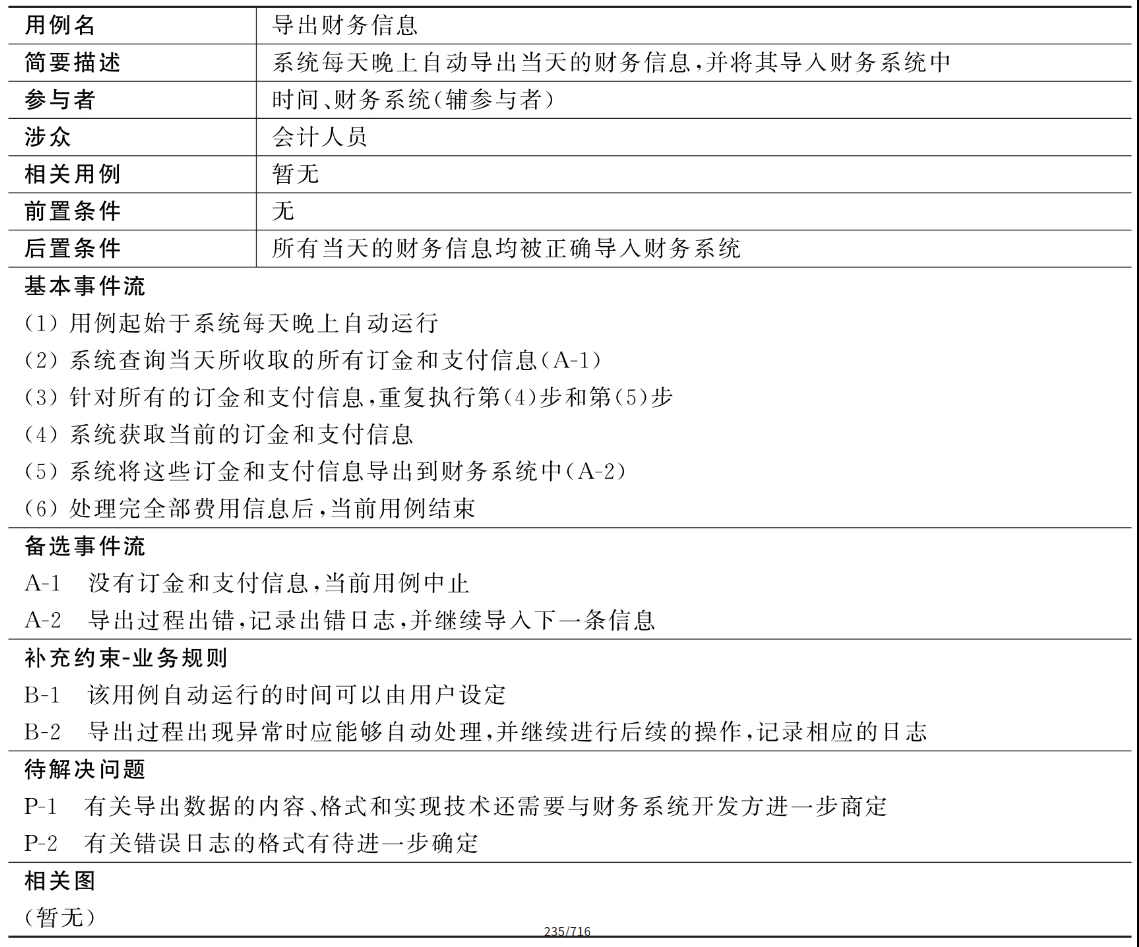 用例名 导出财务信息
简要描述 系统每天晚上自动导出当天的财务信息,并将其导入财务系统中
参与者 时间、财务系统(辅参与者)
涉众 会计人员
相关用例 暂无
前置条件 无
后置条件 所有当天的财务信息均被正确导入财务系统
基本事件流
(1) 用例起始于系统每天晚上自动运行
(2) 系统查询当天所收取的所有订金和支付信息(A-1)
(3) 针对所有的订金和支付信息,重复执行第(4)步和第(5)步
(4) 系统获取当前的订金和支付信息
(5) 系统将这些订金和支付信息导出到财务系统中(A-2)
(6) 处理完全部费用信息后,当前用例结束
备选事件流
A-1 没有订金和支付信息,当前用例中止
A-2 导出过程出错,记录出错日志,并继续导入下一条信息
补充约束-业务规则
B-1 该用例自动运行的时间可以由用户设定
B-2 导出过程出现异常时应能够自动处理,并继续进行后续的操作,记录相应的日志
待解决问题
P-1 有关导出数据的内容、格式和实现技术还需要与财务系统开发方进一步商定
P-2 有关错误日志的格式有待进一步确定
相关图
(暂无)
235/716